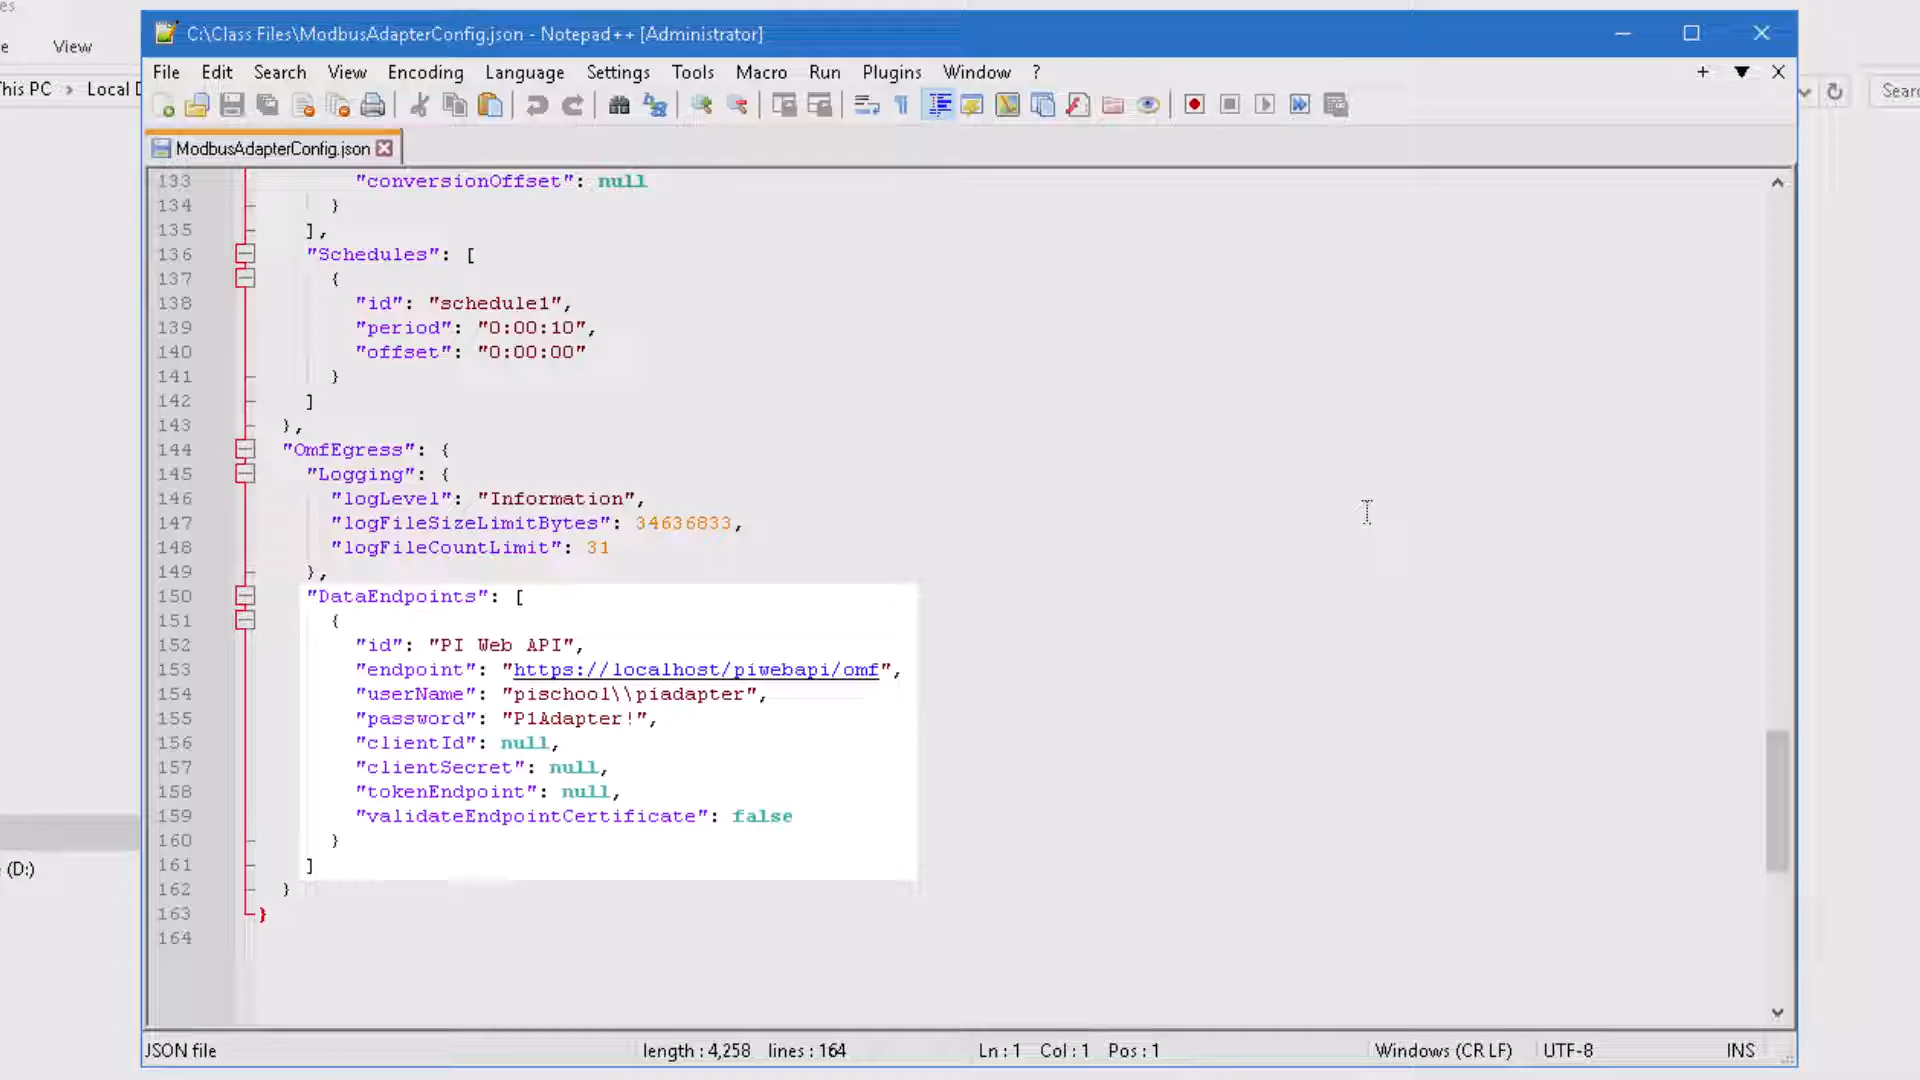 es
e View
his PC > Local D
Sear
(D:)
C:\Class Files\ModbusAdapterConfig.json - Notepad++ [Administrator]
File Edit Search View Encoding Language Settings Tools Macro Run Plugins Window ?
+ ▼ X
ModbusAdapterConfig.json
133 "conversionOffset": null
134 }
135 ],
136 "Schedules": [
137 {
138 "id": "schedule1",
139 "period": "0:00:10",
140 "offset": "0:00:00"
141 }
142 ]
143 },
144 "OmfEgress": {
145 "Logging": {
146 "logLevel": "Information",
147 "logFileSizeLimitBytes": 34636833,
148 "logFileCountLimit": 31
149 },
150 "DataEndpoints": [
151 {
152 "id": "PI Web API",
153 "endpoint": "https://localhost/piwebapi/omf",
154 "userName": "pischool\\piadapter",
155 "password": "P1Adapter!",
156 "clientId": null,
157 "clientSecret": null,
158 "tokenEndpoint": null,
159 "validateEndpointCertificate": false
160 }
161 ]
162 }
163 }
164
JSON file length : 4,258 lines : 164 Ln : 1 Col : 1 Pos : 1 Windows (CR LF) UTF-8 INS